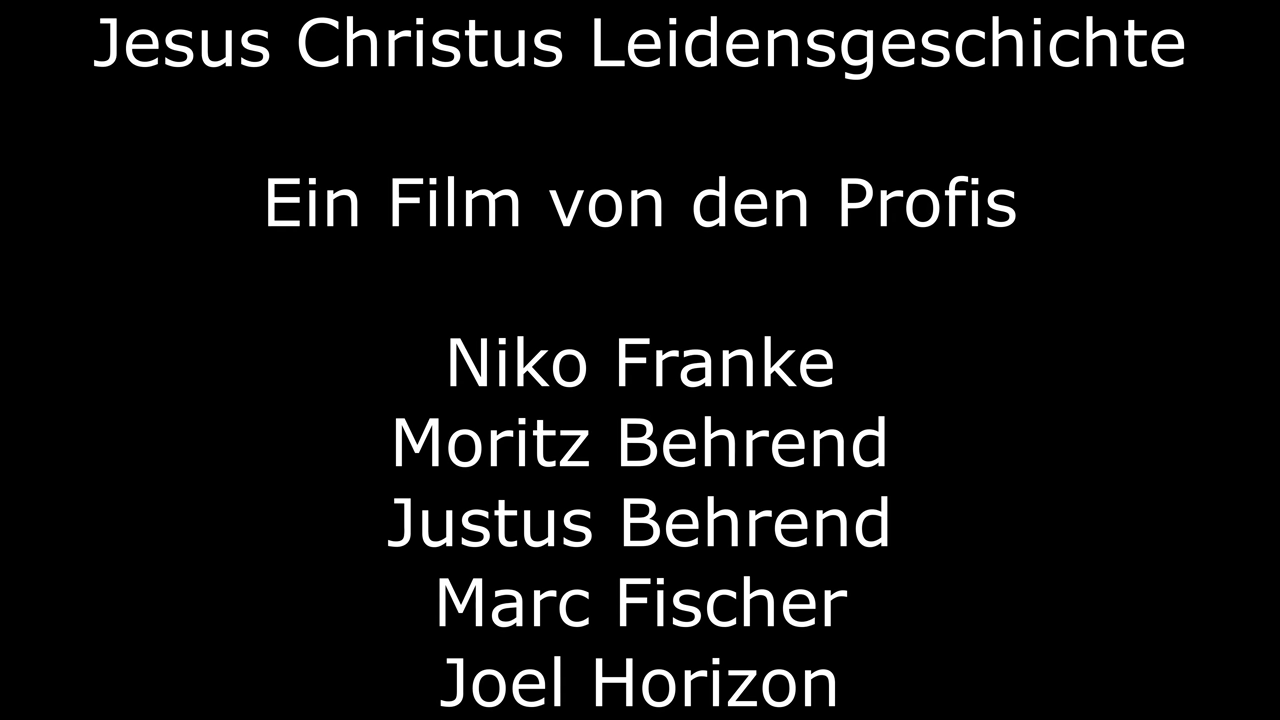 Jesus Christus Leidensgeschichte
Ein Film von den Profis
Niko Franke
Moritz Behrend
Justus Behrend
Marc Fischer
Joel Horizon